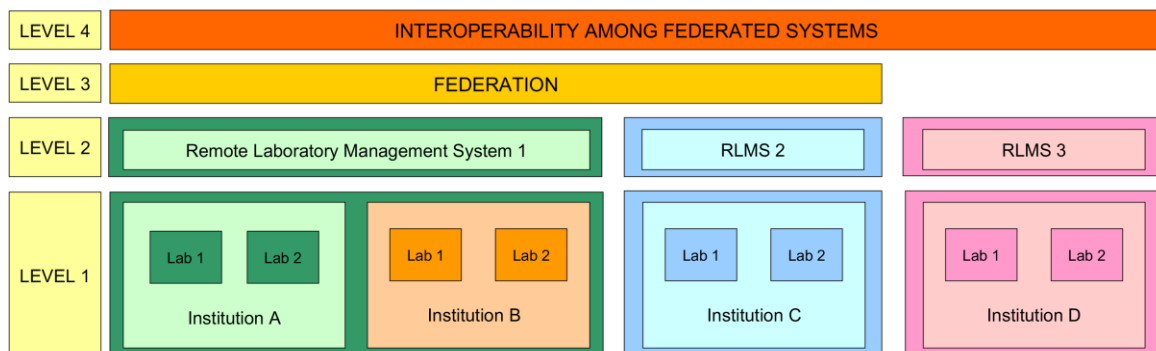 LEVEL 4
INTEROPERABILITY AMONG FEDERATED SYSTEMS
LEVEL 3
FEDERATION
LEVEL 2
Remote Laboratory Management System 1
RLMS 2
RLMS 3
LEVEL 1
Lab 1
Lab 2
Institution A
Lab 1
Lab 2
Institution B
Lab 1
Lab 2
Institution C
Lab 1
Lab 2
Institution D